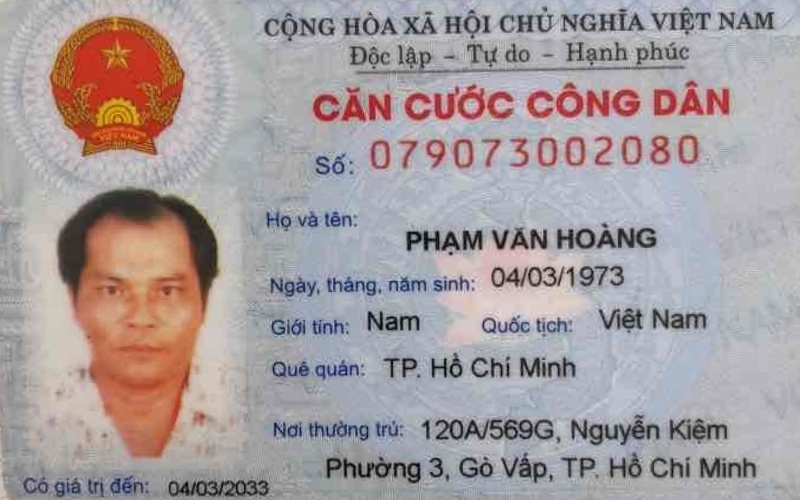 CỘNG HÒA XÃ HỘI CHỦ NGHĨA VIỆT NAM
Độc lập - Tự do - Hạnh phúc
CĂN CƯỚC CÔNG DÂN
Số: 079073002080
Họ và tên:
PHẠM VĂN HOÀNG
Ngày, tháng, năm sinh: 04/03/1973
Giới tính: Nam Quốc tịch: Việt Nam
Quê quán: TP. Hồ Chí Minh
Nơi thường trú: 120A/569G, Nguyễn Kiệm
Phường 3, Gò Vấp, TP. Hồ Chí Minh
Có giá trị đến: 04/03/2033